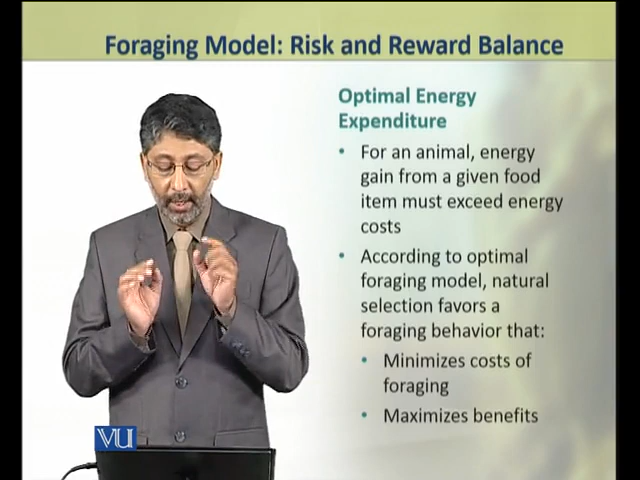 Foraging Model: Risk and Reward Balance
Optimal Energy
Expenditure
• For an animal, energy
gain from a given food
item must exceed energy
costs
• According to optimal
foraging model, natural
selection favors a
foraging behavior that:
• Minimizes costs of
foraging
• Maximizes benefits
VU